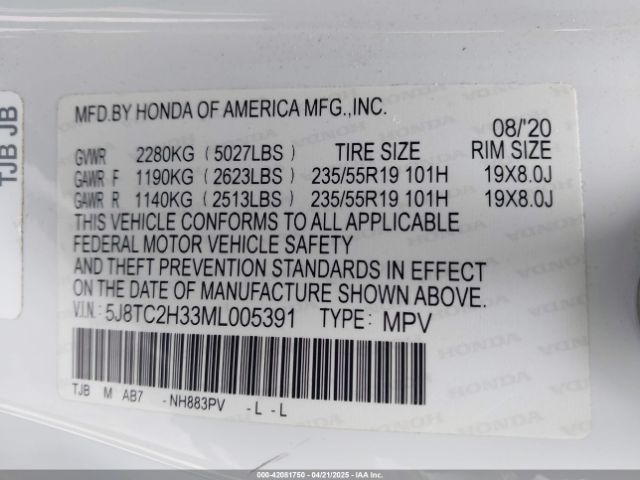 TJB JB
MFD.BY HONDA OF AMERICA MFG.,INC.
08/'20
GVWR 2280KG (5027LBS) TIRE SIZE RIM SIZE
GAWR F 1190KG (2623LBS) 235/55R19 101H 19X8.0J
GAWR R 1140KG (2513LBS) 235/55R19 101H 19X8.0J
THIS VEHICLE CONFORMS TO ALL APPLICABLE
FEDERAL MOTOR VEHICLE SAFETY
AND THEFT PREVENTION STANDARDS IN EFFECT
ON THE DATE OF MANUFACTURE SHOWN ABOVE.
V.I.N.: 5J8TC2H33ML005391 TYPE: MPV
TJB M AB7 -NH883PV -L -L
000-42081750 - 04/21/2025 - IAA Inc.